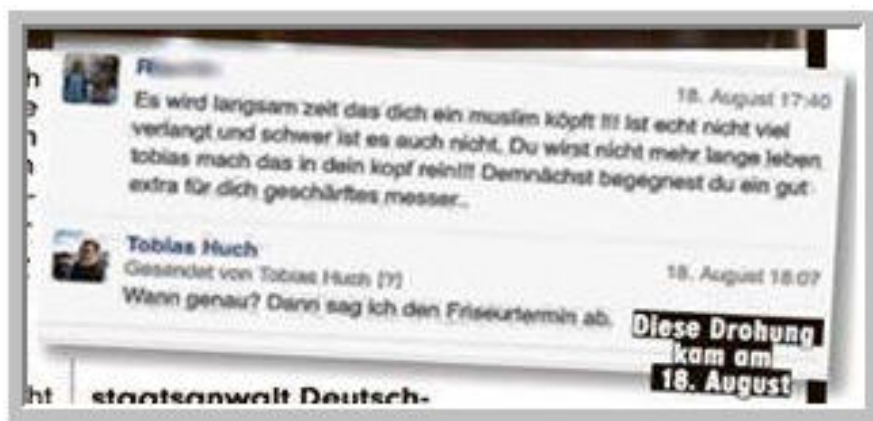 18. August 17:40
Es wird langsam zeit das dich ein muslim köpft !!! Ist echt nicht viel
verlangt und schwer ist es auch nicht. Du wirst nicht mehr lange leben
tobias mach das in dein kopf rein!!! Demnächst begegnest du ein gut
extra für dich geschärftes messer..
Tobias Huch
Gesendet von Tobias Huch [?]
18. August 18:07
Wann genau? Dann sag ich den Friseurtermin ab.
Diese Drohung
kam am
18. August
ht
staatsanwalt Deutsch-